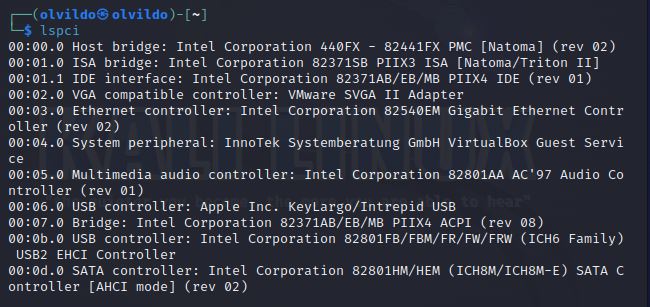 ┌──(olvildo㉿olvildo)-[~]
└─$ lspci
00:00.0 Host bridge: Intel Corporation 440FX - 82441FX PMC [Natoma] (rev 02)
00:01.0 ISA bridge: Intel Corporation 82371SB PIIX3 ISA [Natoma/Triton II]
00:01.1 IDE interface: Intel Corporation 82371AB/EB/MB PIIX4 IDE (rev 01)
00:02.0 VGA compatible controller: VMware SVGA II Adapter
00:03.0 Ethernet controller: Intel Corporation 82540EM Gigabit Ethernet Contr
oller (rev 02)
00:04.0 System peripheral: InnoTek Systemberatung GmbH VirtualBox Guest Servi
ce
00:05.0 Multimedia audio controller: Intel Corporation 82801AA AC'97 Audio Co
ntroller (rev 01)
00:06.0 USB controller: Apple Inc. KeyLargo/Intrepid USB
00:07.0 Bridge: Intel Corporation 82371AB/EB/MB PIIX4 ACPI (rev 08)
00:0b.0 USB controller: Intel Corporation 82801FB/FBM/FR/FW/FRW (ICH6 Family)
 USB2 EHCI Controller
00:0d.0 SATA controller: Intel Corporation 82801HM/HEM (ICH8M/ICH8M-E) SATA C
ontroller [AHCI mode] (rev 02)